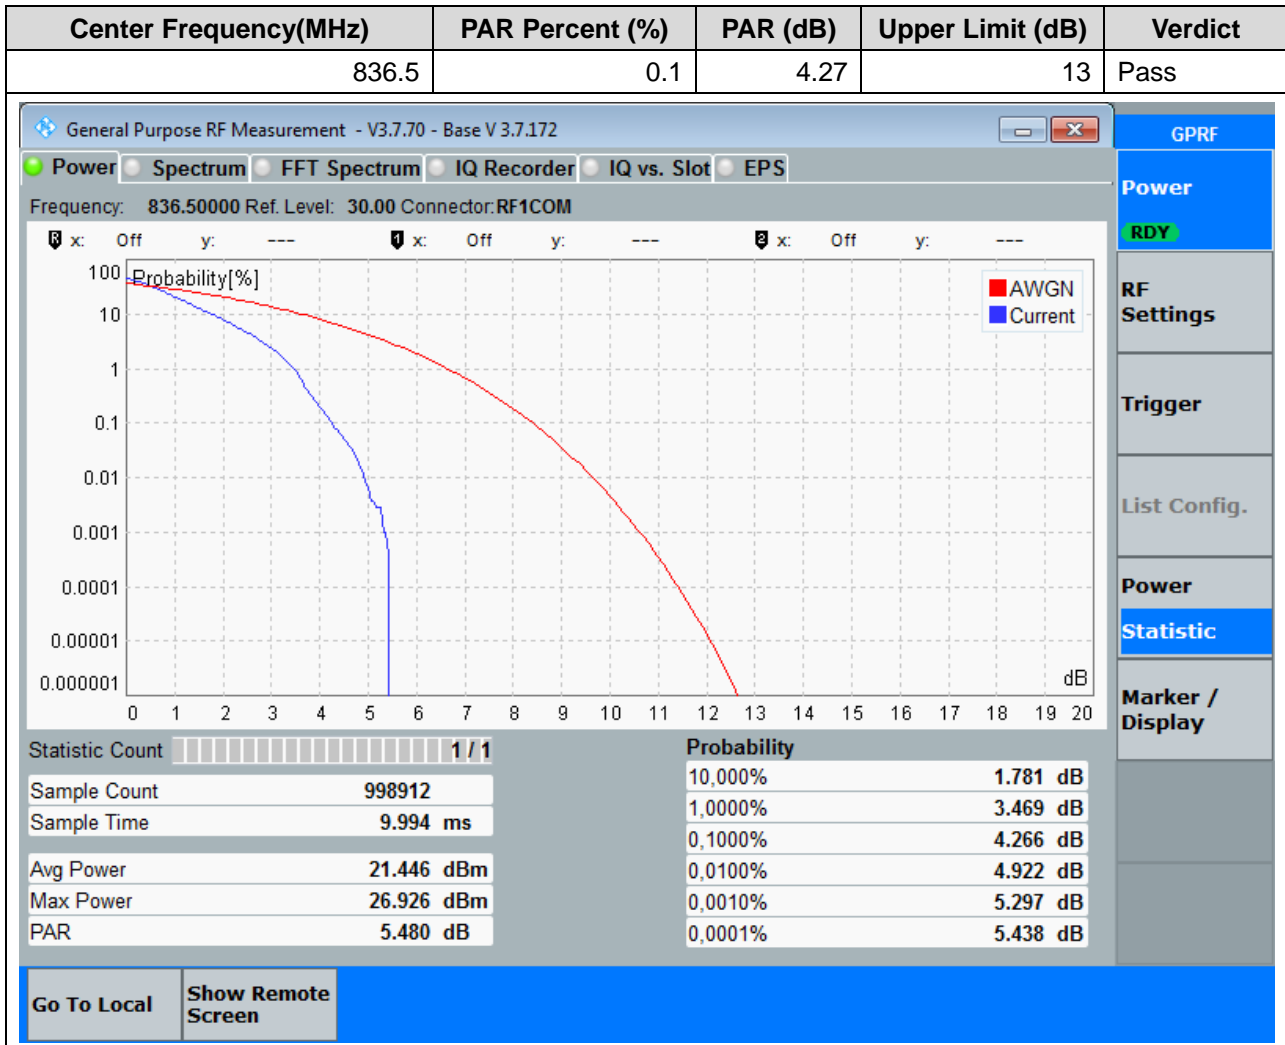 Center Frequency(MHz) PAR Percent (%) PAR (dB) Upper Limit (dB) Verdict
836.5 0.1 4.27 13 Pass
General Purpose RF Measurement - V3.7.70 - Base V 3.7.172
GPRF
Power Spectrum FFT Spectrum IQ Recorder IQ vs. Slot EPS
Power
RDY
Frequency: 836.50000 Ref. Level: 30.00 Connector: RF1COM
R x: Off y: --- 1 x: Off y: --- 2 x: Off y: ---
Probability[%]
AWGN
Current
100
10
1
0.1
0.01
0.001
0.0001
0.00001
0.000001
dB
0 1 2 3 4 5 6 7 8 9 10 11 12 13 14 15 16 17 18 19 20
RF
Settings
Trigger
List Config.
Power
Statistic
Marker /
Display
Statistic Count 1 / 1
Sample Count 998912
Sample Time 9.994 ms
Avg Power 21.446 dBm
Max Power 26.926 dBm
PAR 5.480 dB
Probability
10,000% 1.781 dB
1,0000% 3.469 dB
0,1000% 4.266 dB
0,0100% 4.922 dB
0,0010% 5.297 dB
0,0001% 5.438 dB
Go To Local
Show Remote
Screen